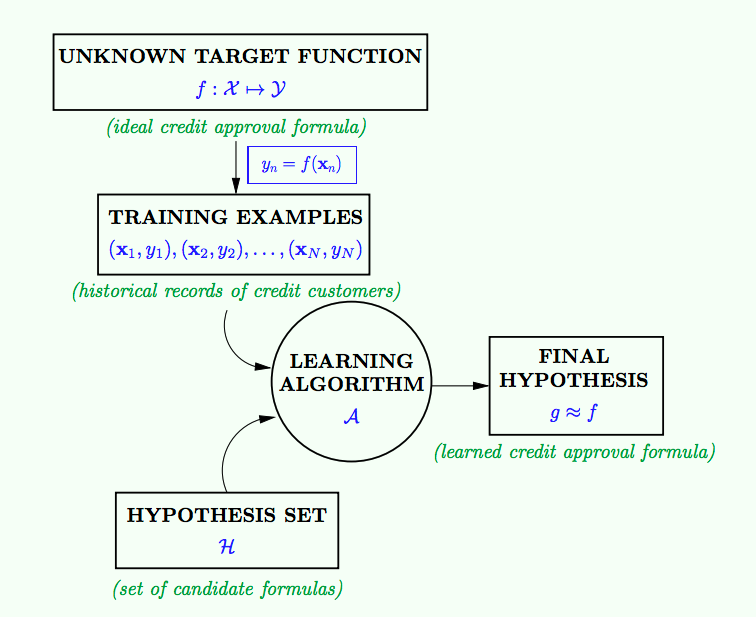 UNKNOWN TARGET FUNCTION
f : 𝒳 ↦ 𝒴
(ideal credit approval formula)
yₙ = f(𝐱ₙ)
TRAINING EXAMPLES
(𝐱₁, y₁), (𝐱₂, y₂), . . . , (𝐱_N, y_N)
(historical records of credit customers)
LEARNING
ALGORITHM
𝒜
FINAL
HYPOTHESIS
g ≈ f
(learned credit approval formula)
HYPOTHESIS SET
ℋ
(set of candidate formulas)